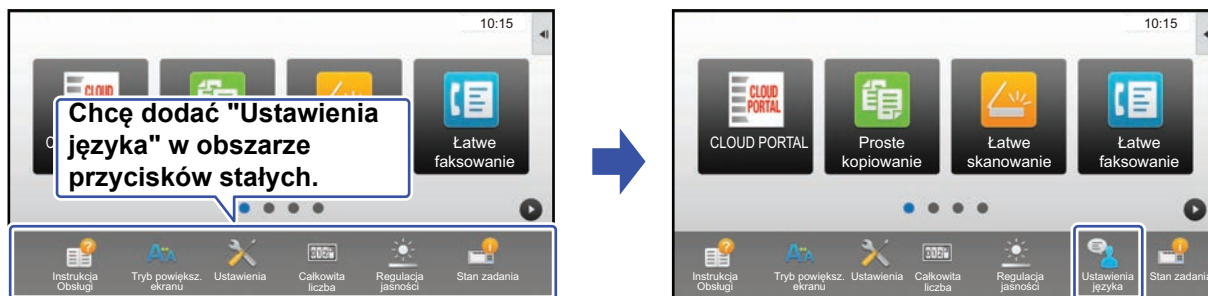 10:15
CLOUD
Chcę dodać "Ustawienia
języka" w obszarze
przycisków stałych.
C
Łatwe
faksowanie
Instrukcja
Obsługi
Tryb powiększ.
ekranu
Ustawienia
Całkowita
liczba
Regulacja
jasności
Stan zadania
10:15
CLOUD
PORTAL
CLOUD PORTAL
Proste
kopiowanie
Łatwe
skanowanie
Łatwe
faksowanie
Instrukcja
Obsługi
Tryb powiększ.
ekranu
Ustawienia
Całkowita
liczba
Regulacja
jasności
Ustawienia
języka
Stan zadania